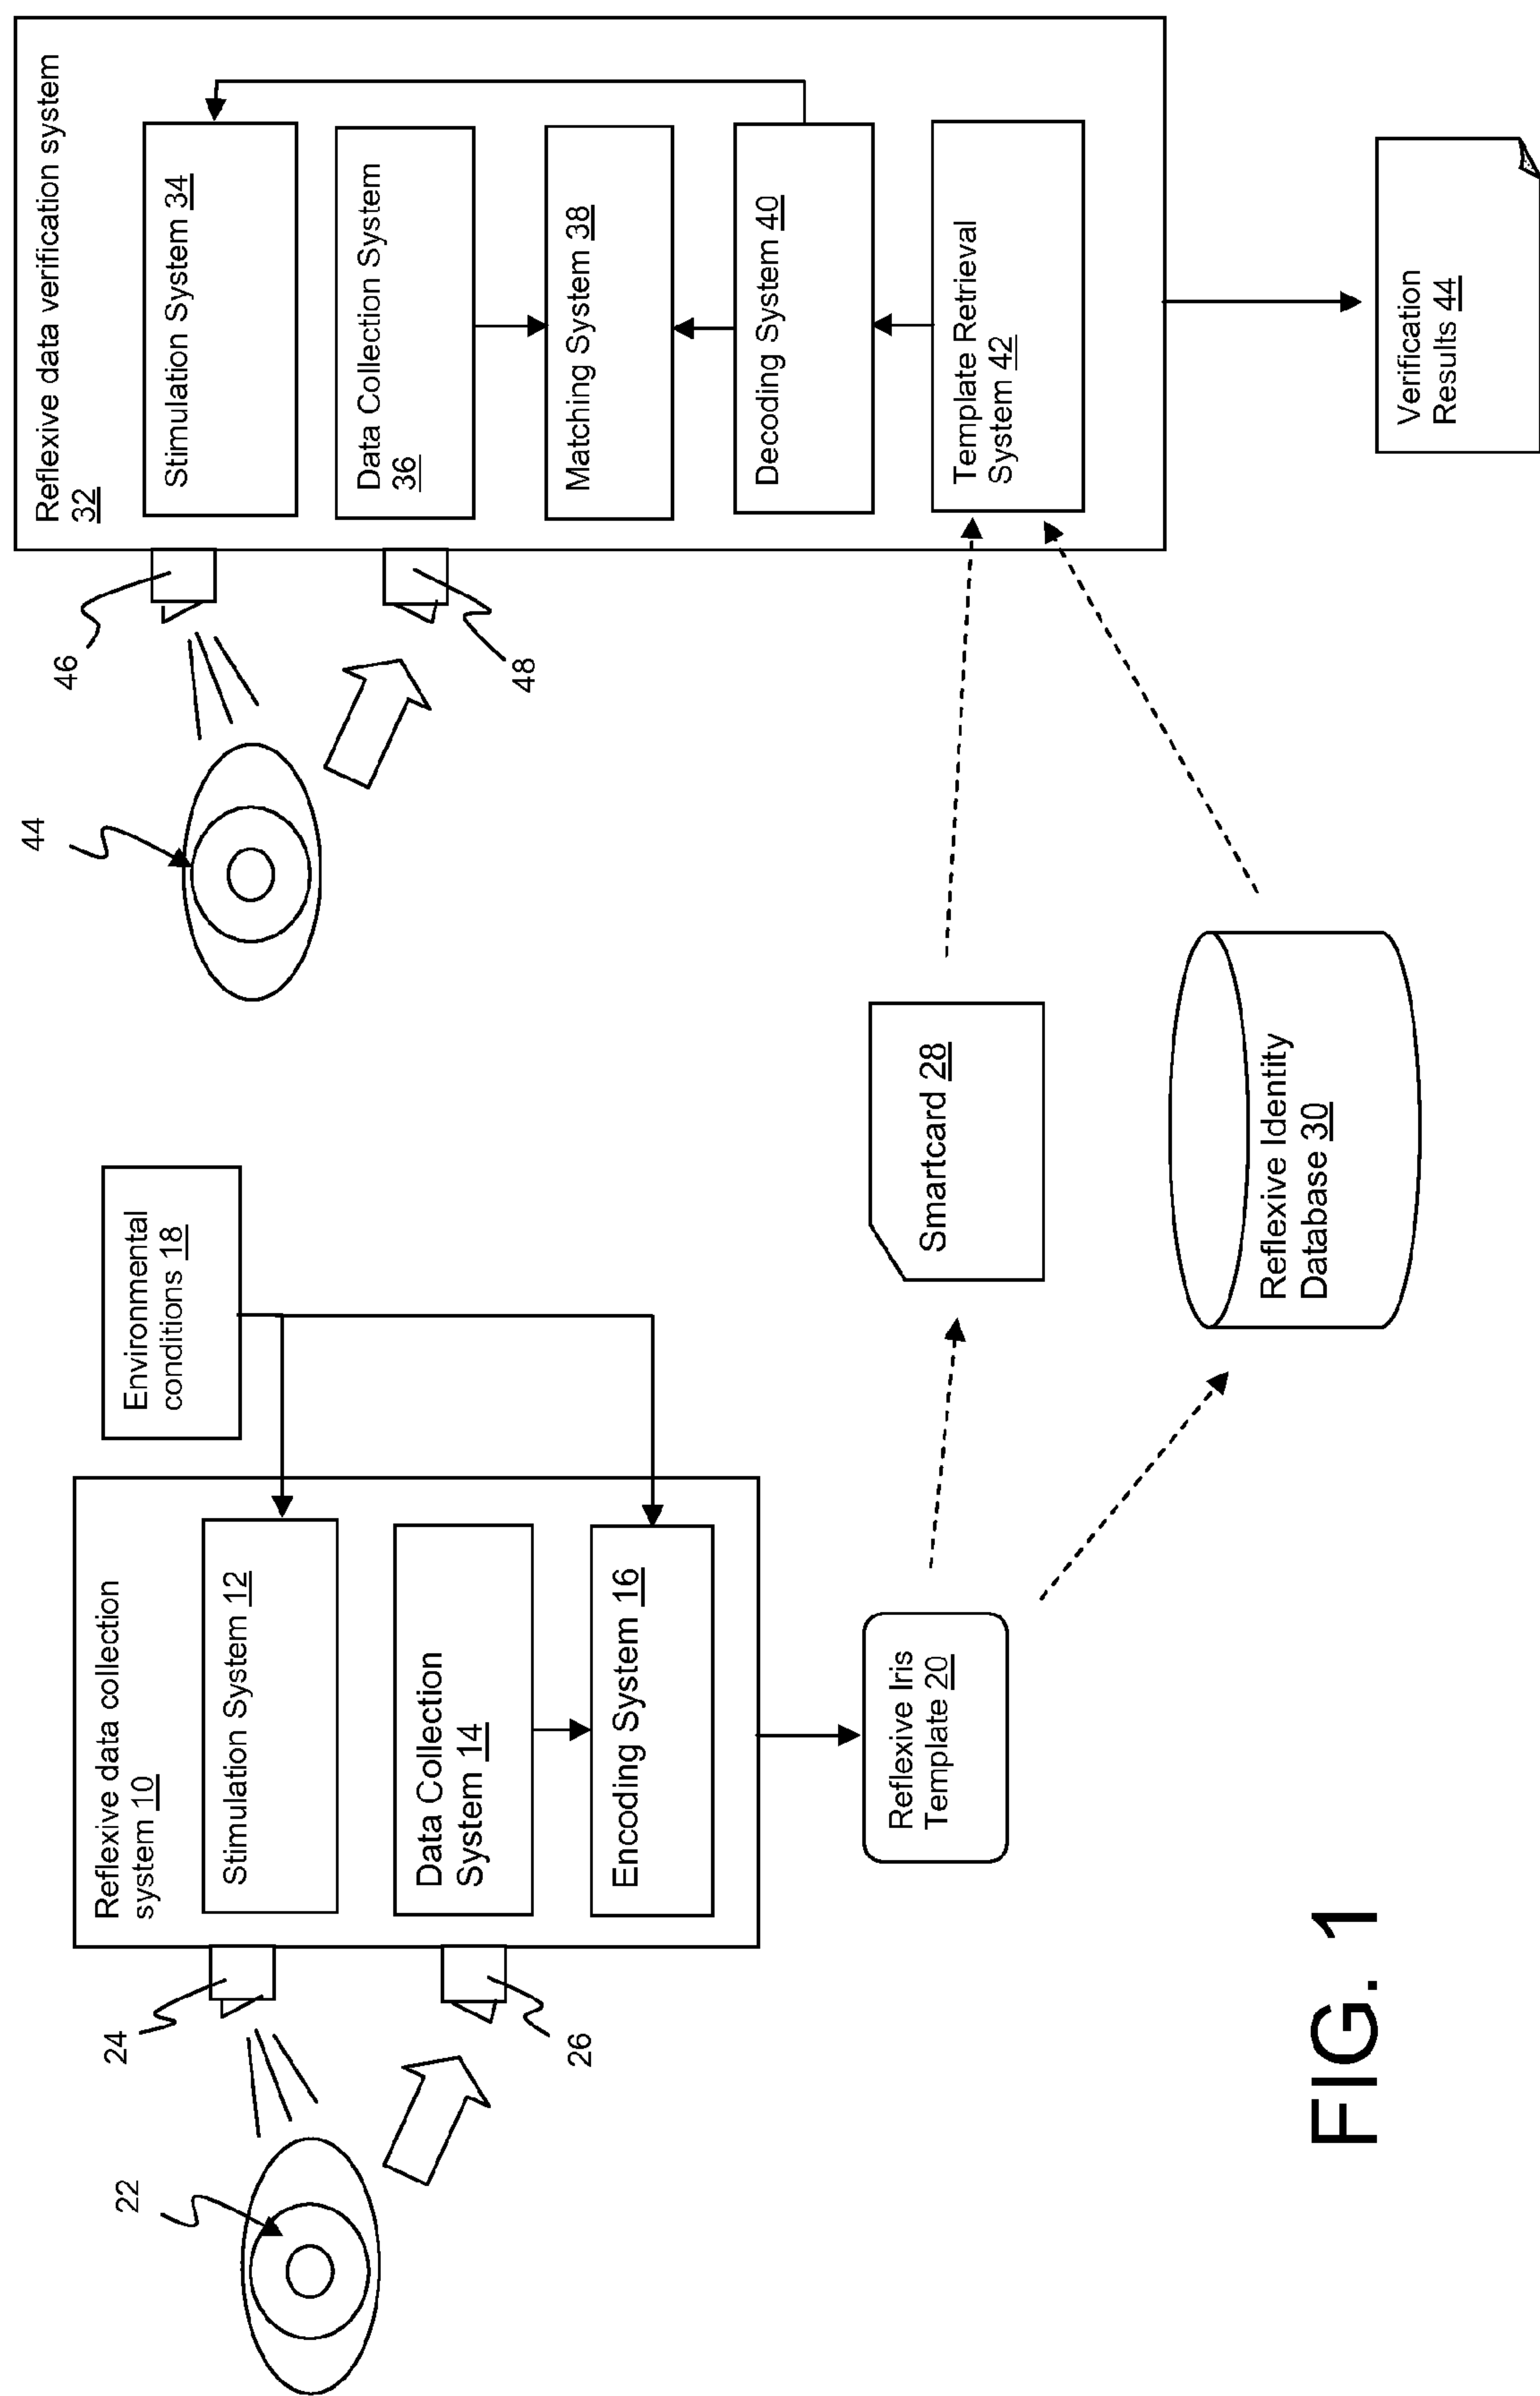 Reflexive data collection
system 10
Stimulation System 12
Data Collection
System 14
Encoding System 16
Environmental
conditions 18
22
24
26
Reflexive Iris
Template 20
Smartcard 28
Reflexive Identity
Database 30
Reflexive data verification system
32
Stimulation System 34
Data Collection System
36
Matching System 38
Decoding System 40
Template Retrieval
System 42
44
46
48
Verification
Results 44
FIG. 1